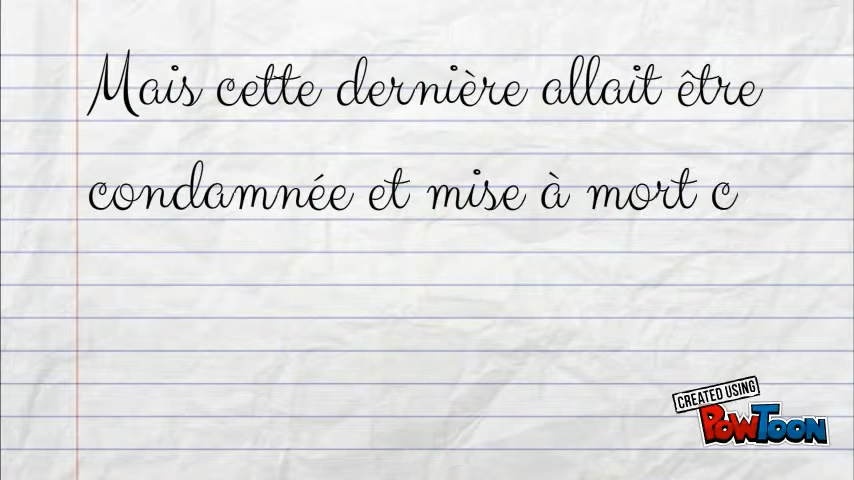 Mais cette dernière allait être
condamnée et mise à mort c
CREATED USING
POWTOON